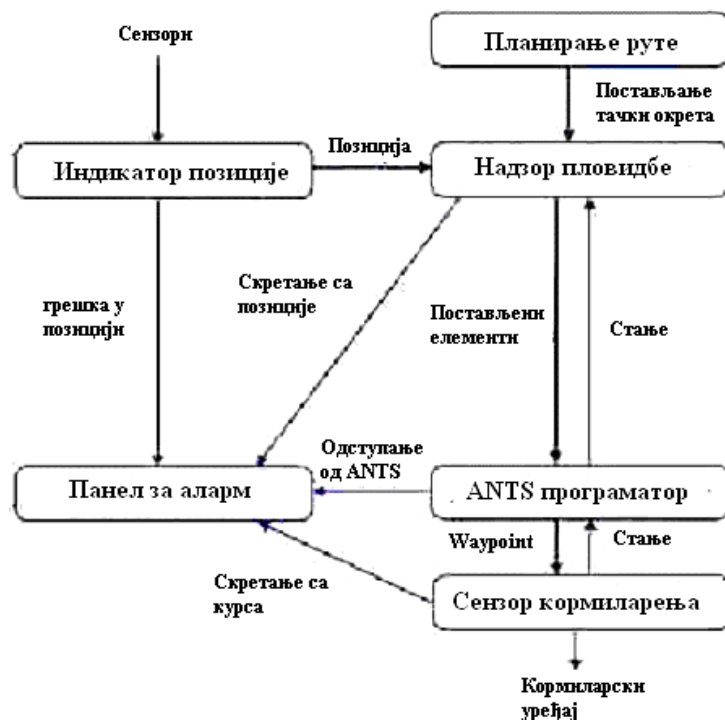 Сензори
Планирање руте
Постављање
тачки окрета
Позиција
Индикатор позиције
Надзор пловидбе
Скретање са
позиције
грешка у
позицији
Постављени
елементи
Стање
Одступање
од ANTS
Панел за аларм
ANTS програматор
Waypoint
Стање
Скретање са
курса
Сензор кормиларења
Кормиларски
уређај